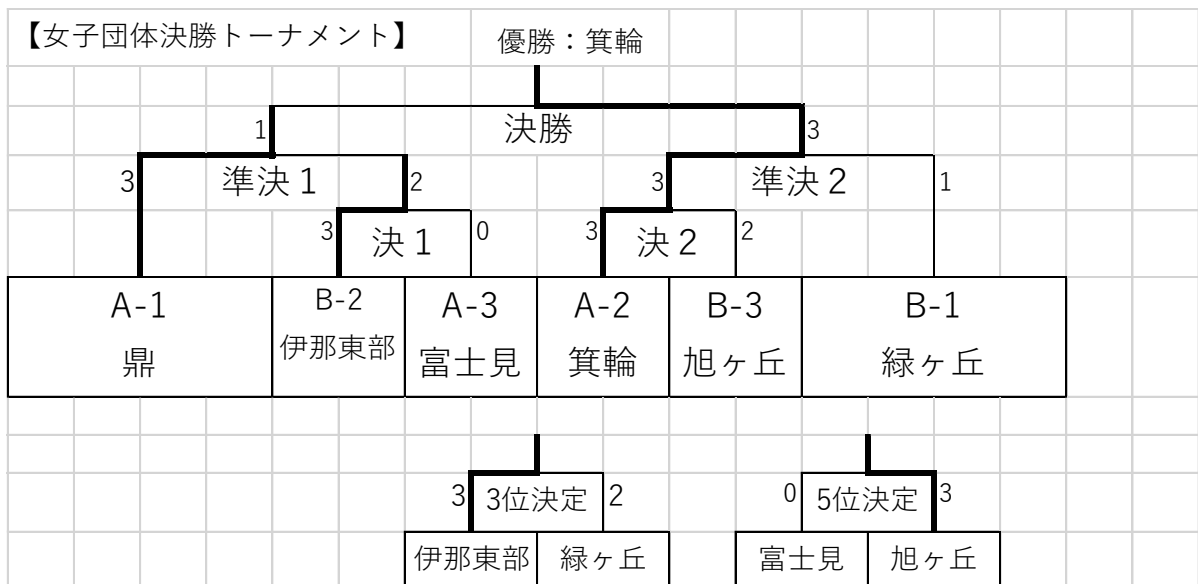 【女子団体決勝トーナメント】 優勝：箕輪
1 決勝 3
3 準決１ 2 3 準決２ 1
3 決１ 0 3 決２ 2
A-1 B-2 A-3 A-2 B-3 B-1
鼎 伊那東部 富士見 箕輪 旭ヶ丘 緑ヶ丘
3 3位決定 2 0 5位決定 3
伊那東部 緑ヶ丘 富士見 旭ヶ丘